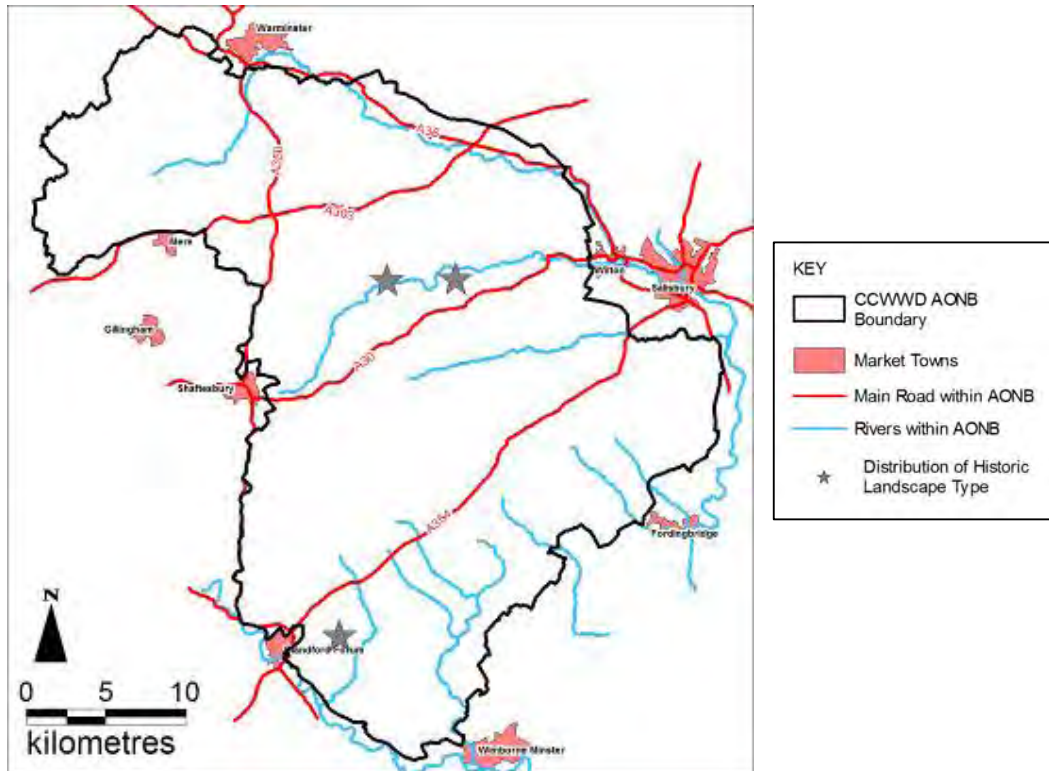 Warminster
A36
A350
A303
Mere
Wilton
Salisbury
Gillingham
A30
Shaftesbury
A354
Fordingbridge
N
Blandford Forum
0 5 10
kilometres
Wimborne Minster
KEY
CCWWD AONB
Boundary
Market Towns
Main Road within AONB
Rivers within AONB
Distribution of Historic
Landscape Type